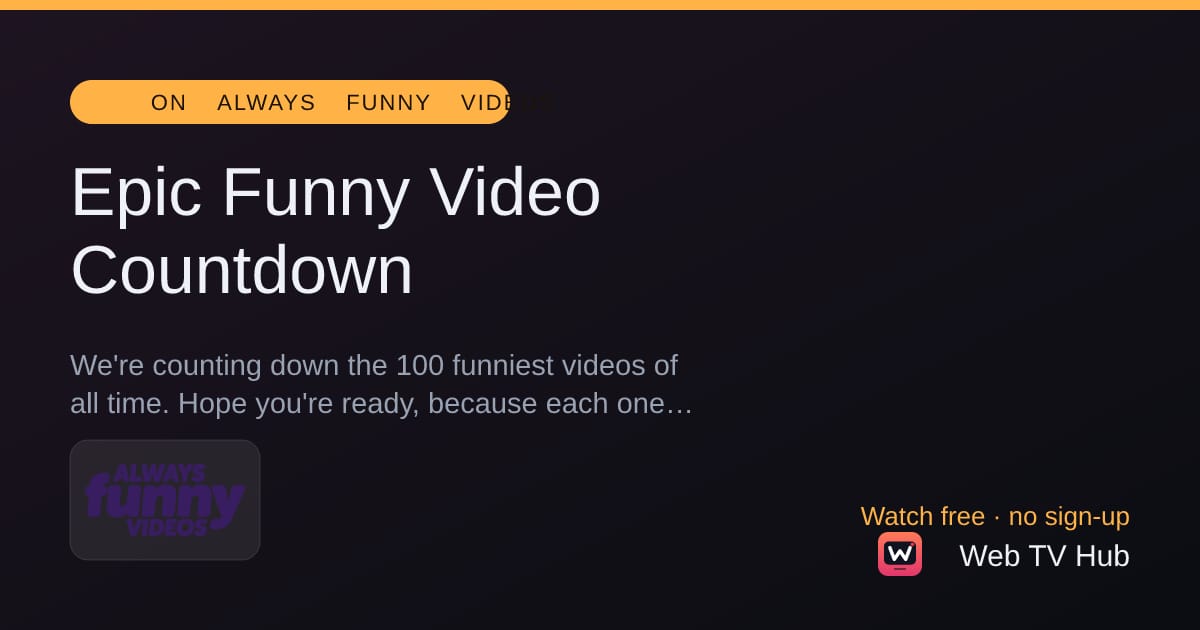 ON ALWAYS FUNNY VIDEOS
Epic Funny Video
Countdown
We're counting down the 100 funniest videos of
all time. Hope you're ready, because each one…
ALWAYS
funny
VIDEOS
Watch free · no sign-up
W
Web TV Hub